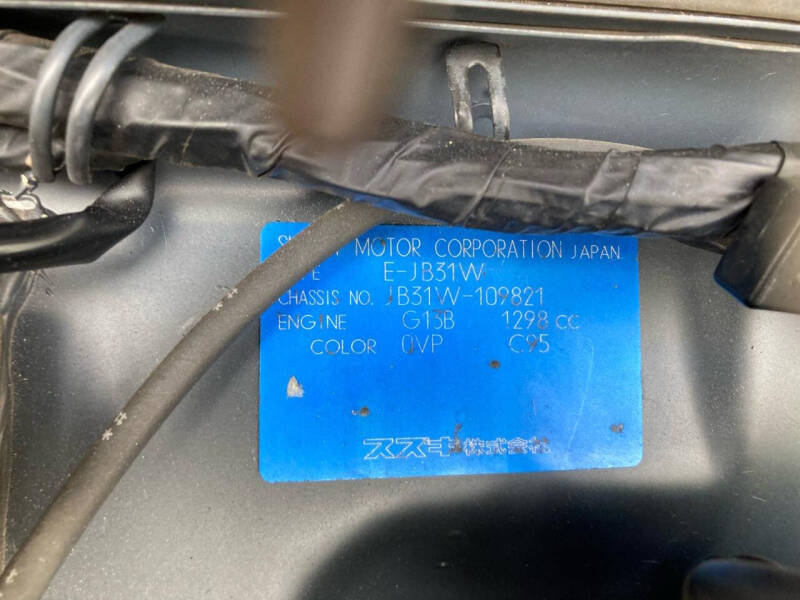 MOTOR CORPORATION JAPAN.
E-JB31W
CHASSIS NO. JB31W-109821
ENGINE G13B 1298 CC
COLOR 0VP C95
スズキ株式会社